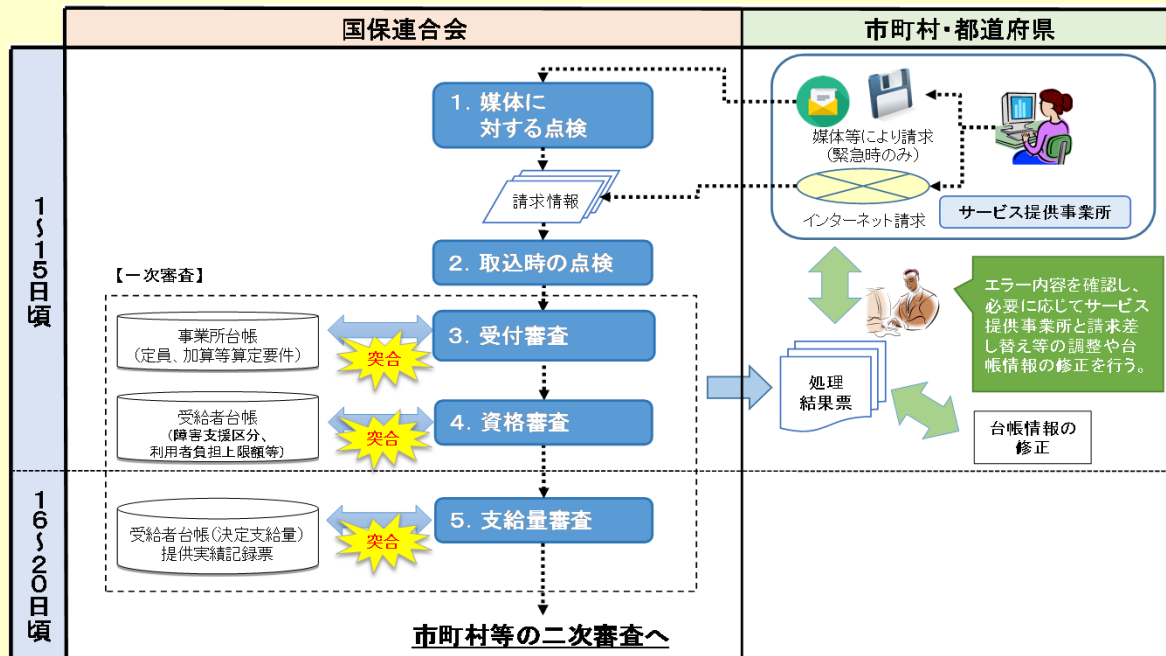 国保連合会
市町村・都道府県
1～15日頃
16～20日頃
1．媒体に
対する点検
請求情報
2．取込時の点検
【一次審査】
事業所台帳
（定員、加算等算定要件）
突合
3．受付審査
受給者台帳
（障害支援区分、
利用者負担上限額等）
突合
4．資格審査
受給者台帳（決定支給量）
提供実績記録票
突合
5．支給量審査
市町村等の二次審査へ
媒体等により請求
（緊急時のみ）
インターネット請求
サービス提供事業所
エラー内容を確認し、
必要に応じてサービス
提供事業所と請求差
し替え等の調整や台
帳情報の修正を行う。
処理
結果票
台帳情報の
修正